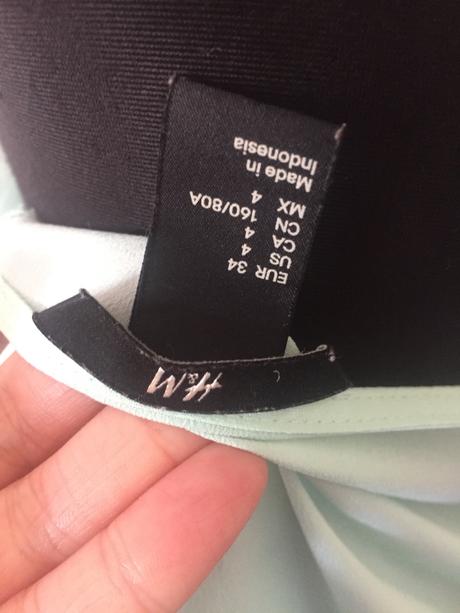 H&M
EUR 34
US 4
CA 4
CN 160/80A
MX 4
Made in
Indonesia